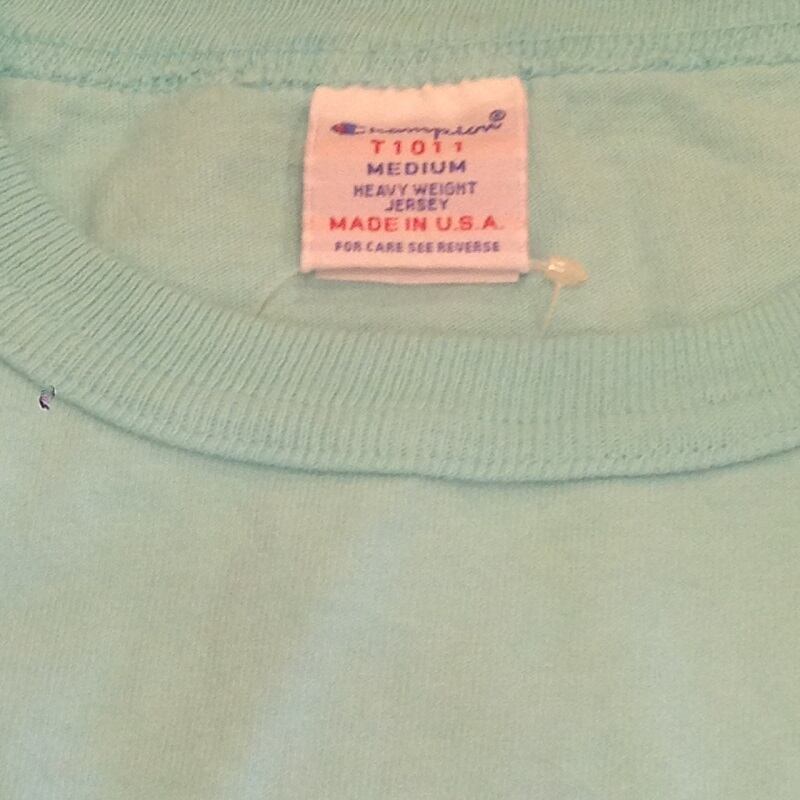 Champion®
T1011
MEDIUM
HEAVY WEIGHT
JERSEY
MADE IN U.S.A.
FOR CARE SEE REVERSE